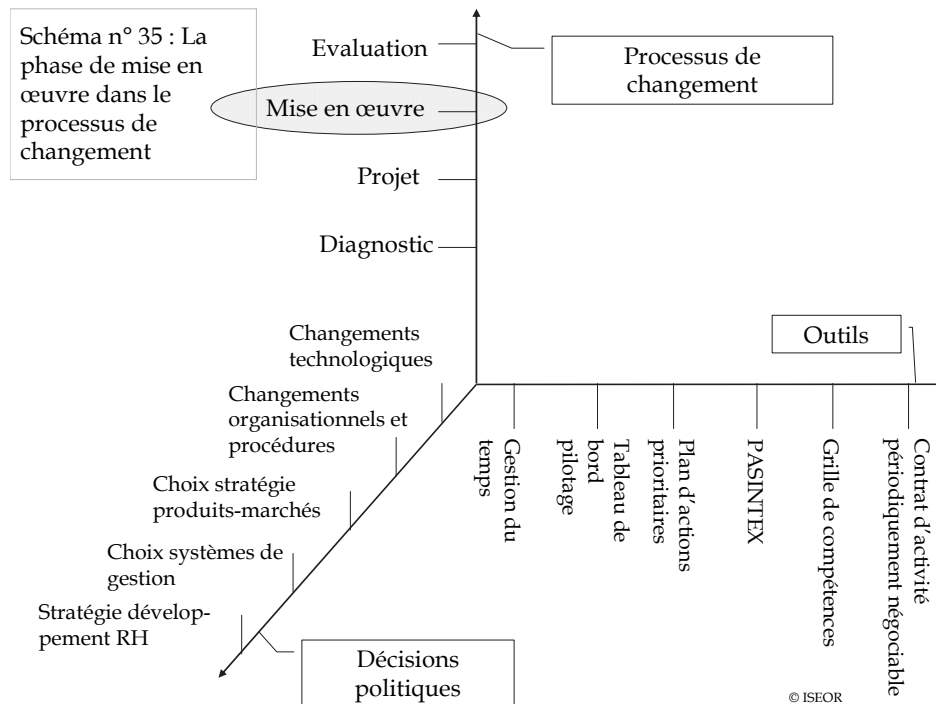 Schéma n° 35 : La
phase de mise en
œuvre dans le
processus de
changement
Evaluation
Processus de
changement
Mise en œuvre
Projet
Diagnostic
Changements
technologiques
Outils
Changements
organisationnels et
procédures
Choix stratégie
produits-marchés
Choix systèmes de
gestion
Stratégie dévelop-
pement RH
Décisions
politiques
Gestion du
temps
Tableau de
bord
pilotage
Plan d’actions
prioritaires
PASINTEX
Grille de compétences
Contrat d’activité
périodiquement négociable
© ISEOR